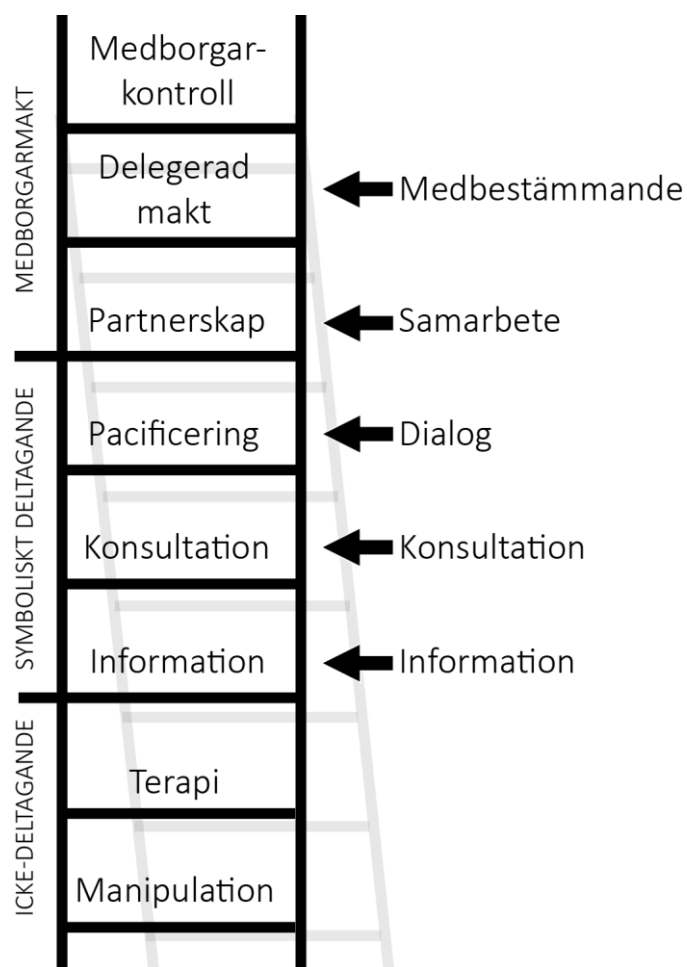 MEDBORGARMAKT
Medborgar-
kontroll
Delegerad
makt
Medbestämmande
Partnerskap
Samarbete
SYMBOLISKT DELTAGANDE
Pacificering
Dialog
Konsultation
Konsultation
Information
Information
ICKE-DELTAGANDE
Terapi
Manipulation